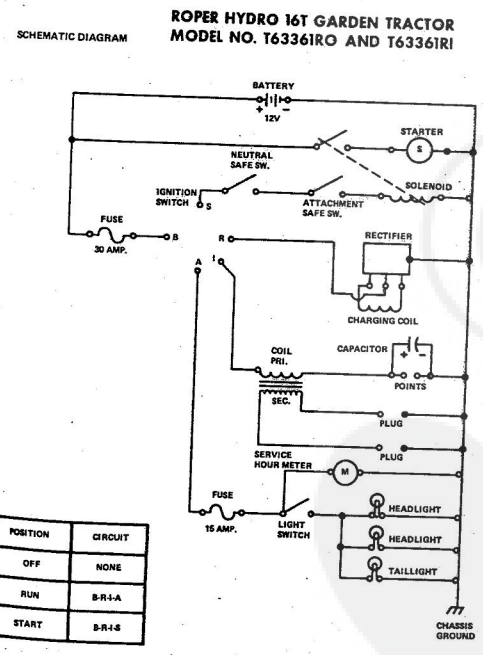 ROPER HYDRO 16T GARDEN TRACTOR
SCHEMATIC DIAGRAM
MODEL NO. T63361RO AND T63361RI
BATTERY
+ −
12V
STARTER
S
NEUTRAL
SAFE SW.
SOLENOID
IGNITION
SWITCH
S
ATTACHMENT
SAFE SW.
FUSE
30 AMP.
B
R
I
A
RECTIFIER
CHARGING COIL
COIL
PRI.
CAPACITOR
+ −
POINTS
SEC.
PLUG
PLUG
SERVICE
HOUR METER
M
FUSE
15 AMP.
LIGHT
SWITCH
HEADLIGHT
HEADLIGHT
TAILLIGHT
POSITION CIRCUIT
OFF NONE
RUN B-R-I-A
START B-R-I-S
CHASSIS
GROUND